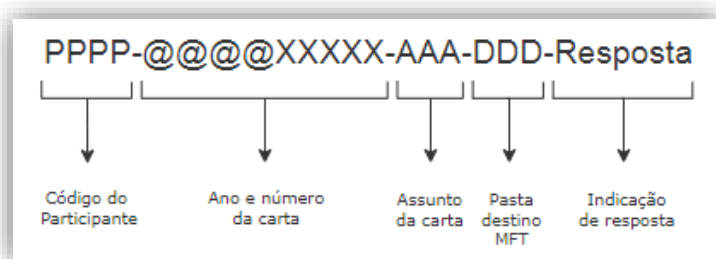 PPPP-@@@@XXXXX-AAA-DDD-Resposta
Código do Participante
Ano e número da carta
Assunto da carta
Pasta destino MFT
Indicação de resposta